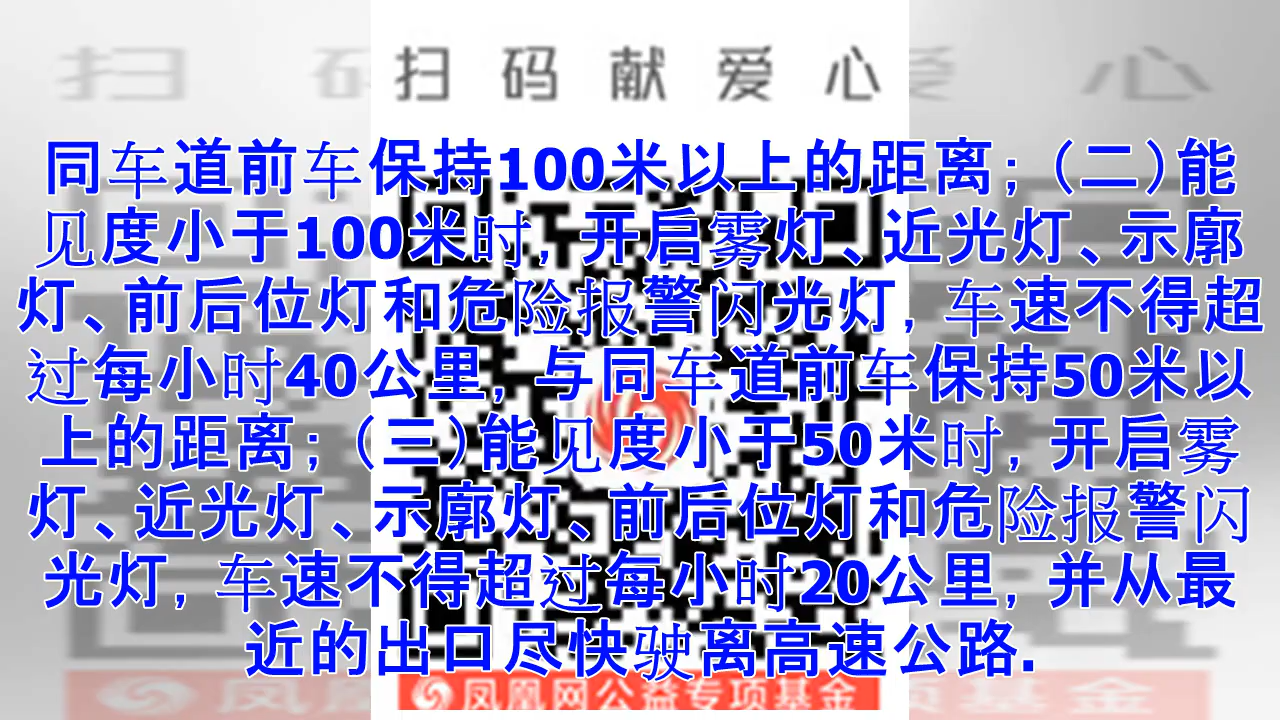 扫码献爱心
同车道前车保持100米以上的距离;(二)能
见度小于100米时,开启雾灯、近光灯、示廓
灯、前后位灯和危险报警闪光灯,车速不得超
过每小时40公里,与同车道前车保持50米以
上的距离;(三)能见度小于50米时,开启雾
灯、近光灯、示廓灯、前后位灯和危险报警闪
光灯,车速不得超过每小时20公里,并从最
近的出口尽快驶离高速公路.
凤凰网公益专项基金